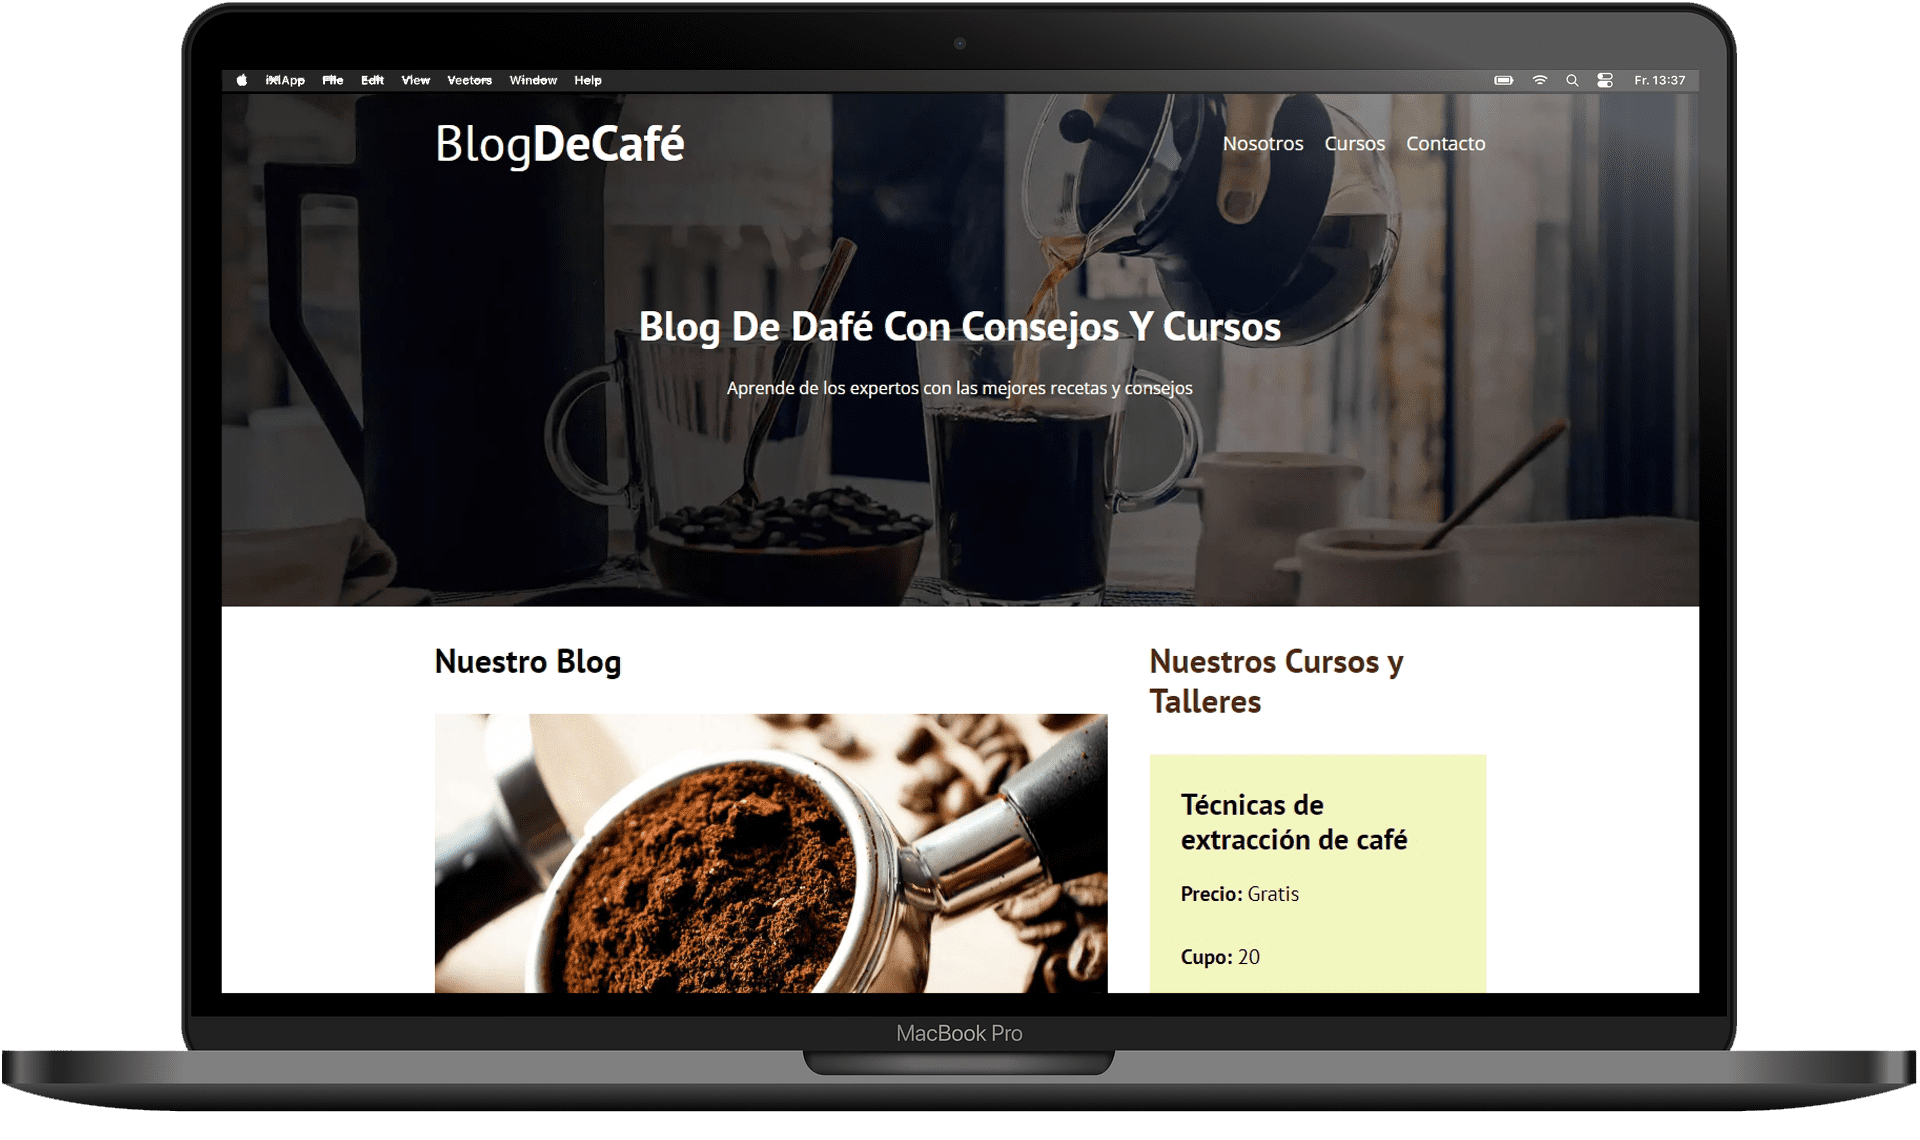 iXlApp File Edit View Vectors Window Help Fr. 13:37
BlogDeCafé
Nosotros Cursos Contacto
Blog De Dafé Con Consejos Y Cursos
Aprende de los expertos con las mejores recetas y consejos
Nuestro Blog
Nuestros Cursos y
Talleres
Técnicas de
extracción de café
Precio: Gratis
Cupo: 20
MacBook Pro